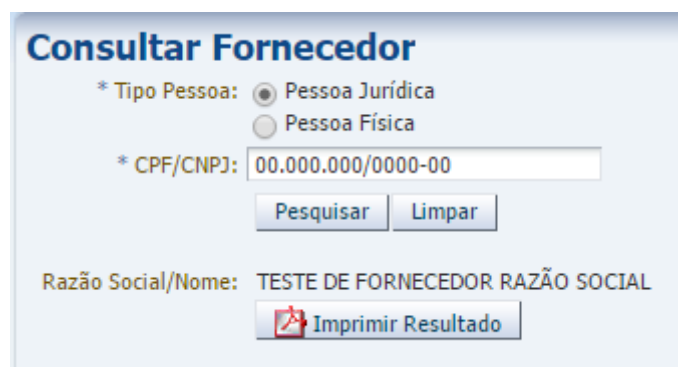 Consultar Fornecedor
* Tipo Pessoa: Pessoa Jurídica
Pessoa Física
* CPF/CNPJ: 00.000.000/0000-00
Pesquisar Limpar
Razão Social/Nome: TESTE DE FORNECEDOR RAZÃO SOCIAL
Imprimir Resultado